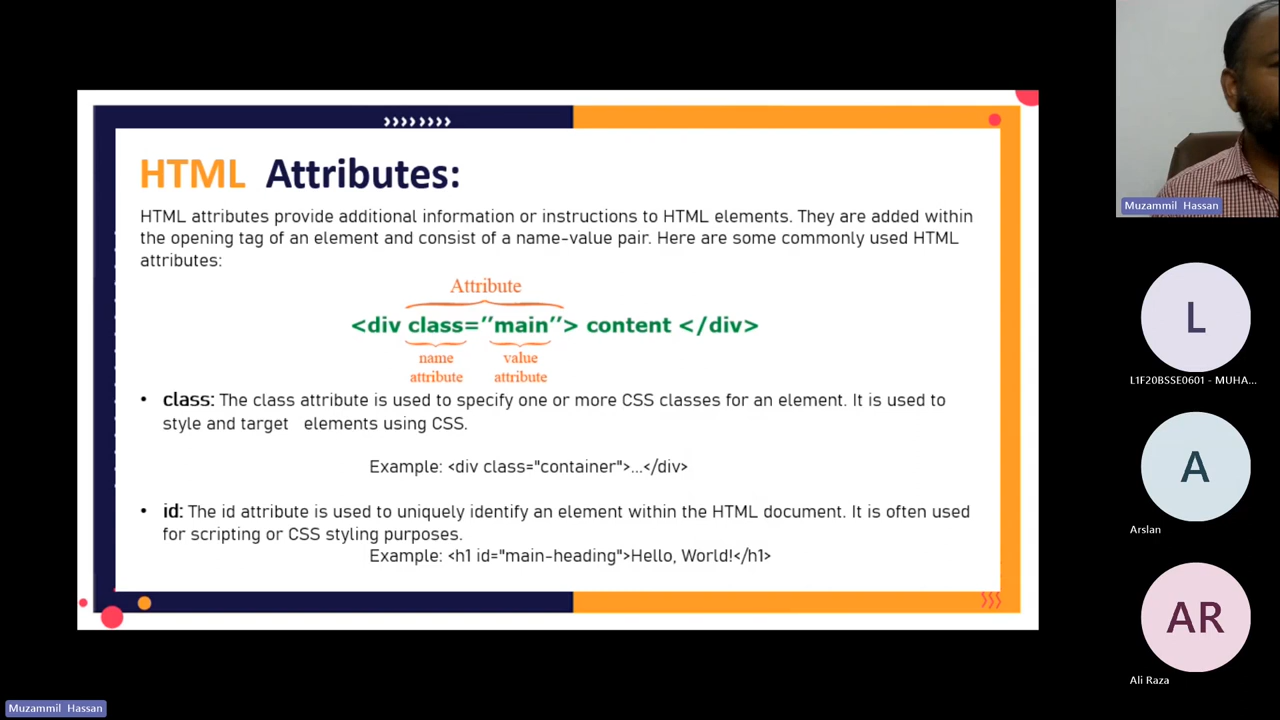 HTML Attributes:
HTML attributes provide additional information or instructions to HTML elements. They are added within
the opening tag of an element and consist of a name-value pair. Here are some commonly used HTML
attributes:
Attribute
<div class=”main”> content </div>
name value
attribute attribute
• class: The class attribute is used to specify one or more CSS classes for an element. It is used to
style and target elements using CSS.
Example: <div class="container">...</div>
• id: The id attribute is used to uniquely identify an element within the HTML document. It is often used
for scripting or CSS styling purposes.
Example: <h1 id="main-heading">Hello, World!</h1>
Muzammil Hassan
L
L1F20BSSE0601 - MUHA...
A
Arslan
AR
Ali Raza
Muzammil Hassan